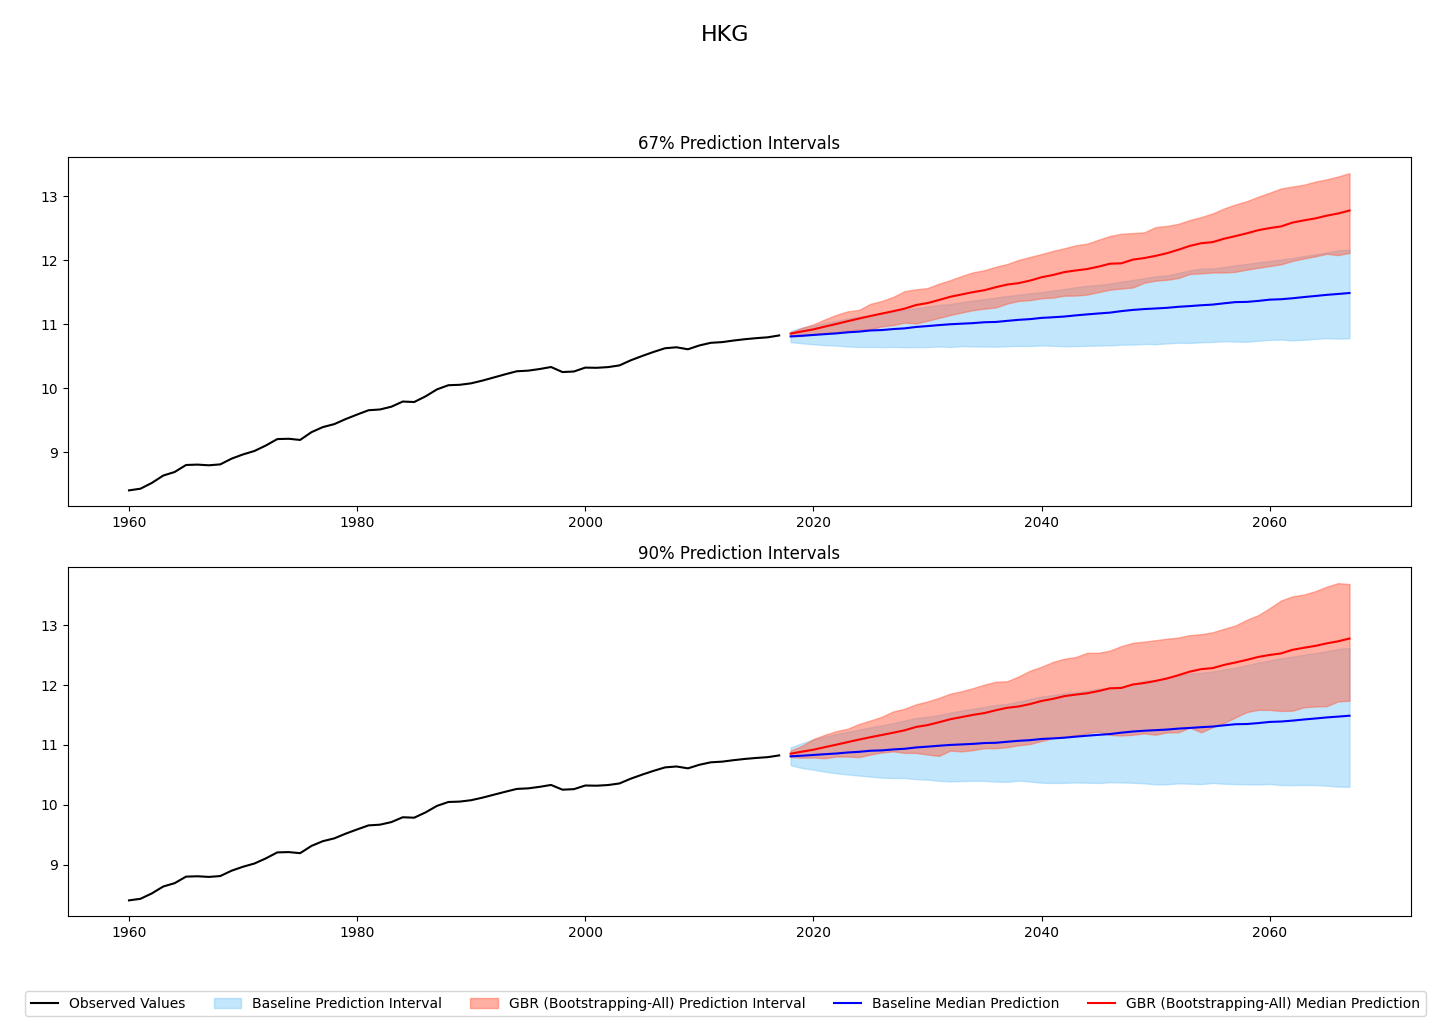 HKG
67% Prediction Intervals
13
12
11
10
9
1960 1980 2000 2020 2040 2060
90% Prediction Intervals
13
12
11
10
9
1960 1980 2000 2020 2040 2060
Observed Values Baseline Prediction Interval GBR (Bootstrapping-All) Prediction Interval Baseline Median Prediction GBR (Bootstrapping-All) Median Prediction